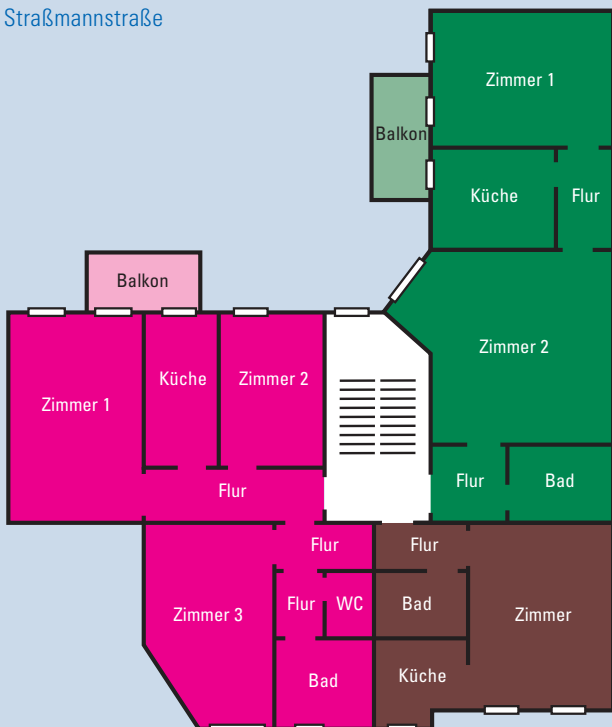 Straßmannstraße
Zimmer 1
Balkon
Küche
Flur
Balkon
Zimmer 2
Küche
Zimmer 2
Zimmer 1
Flur
Flur
Bad
Flur
Flur
Zimmer 3
Flur
WC
Bad
Zimmer
Küche
Bad